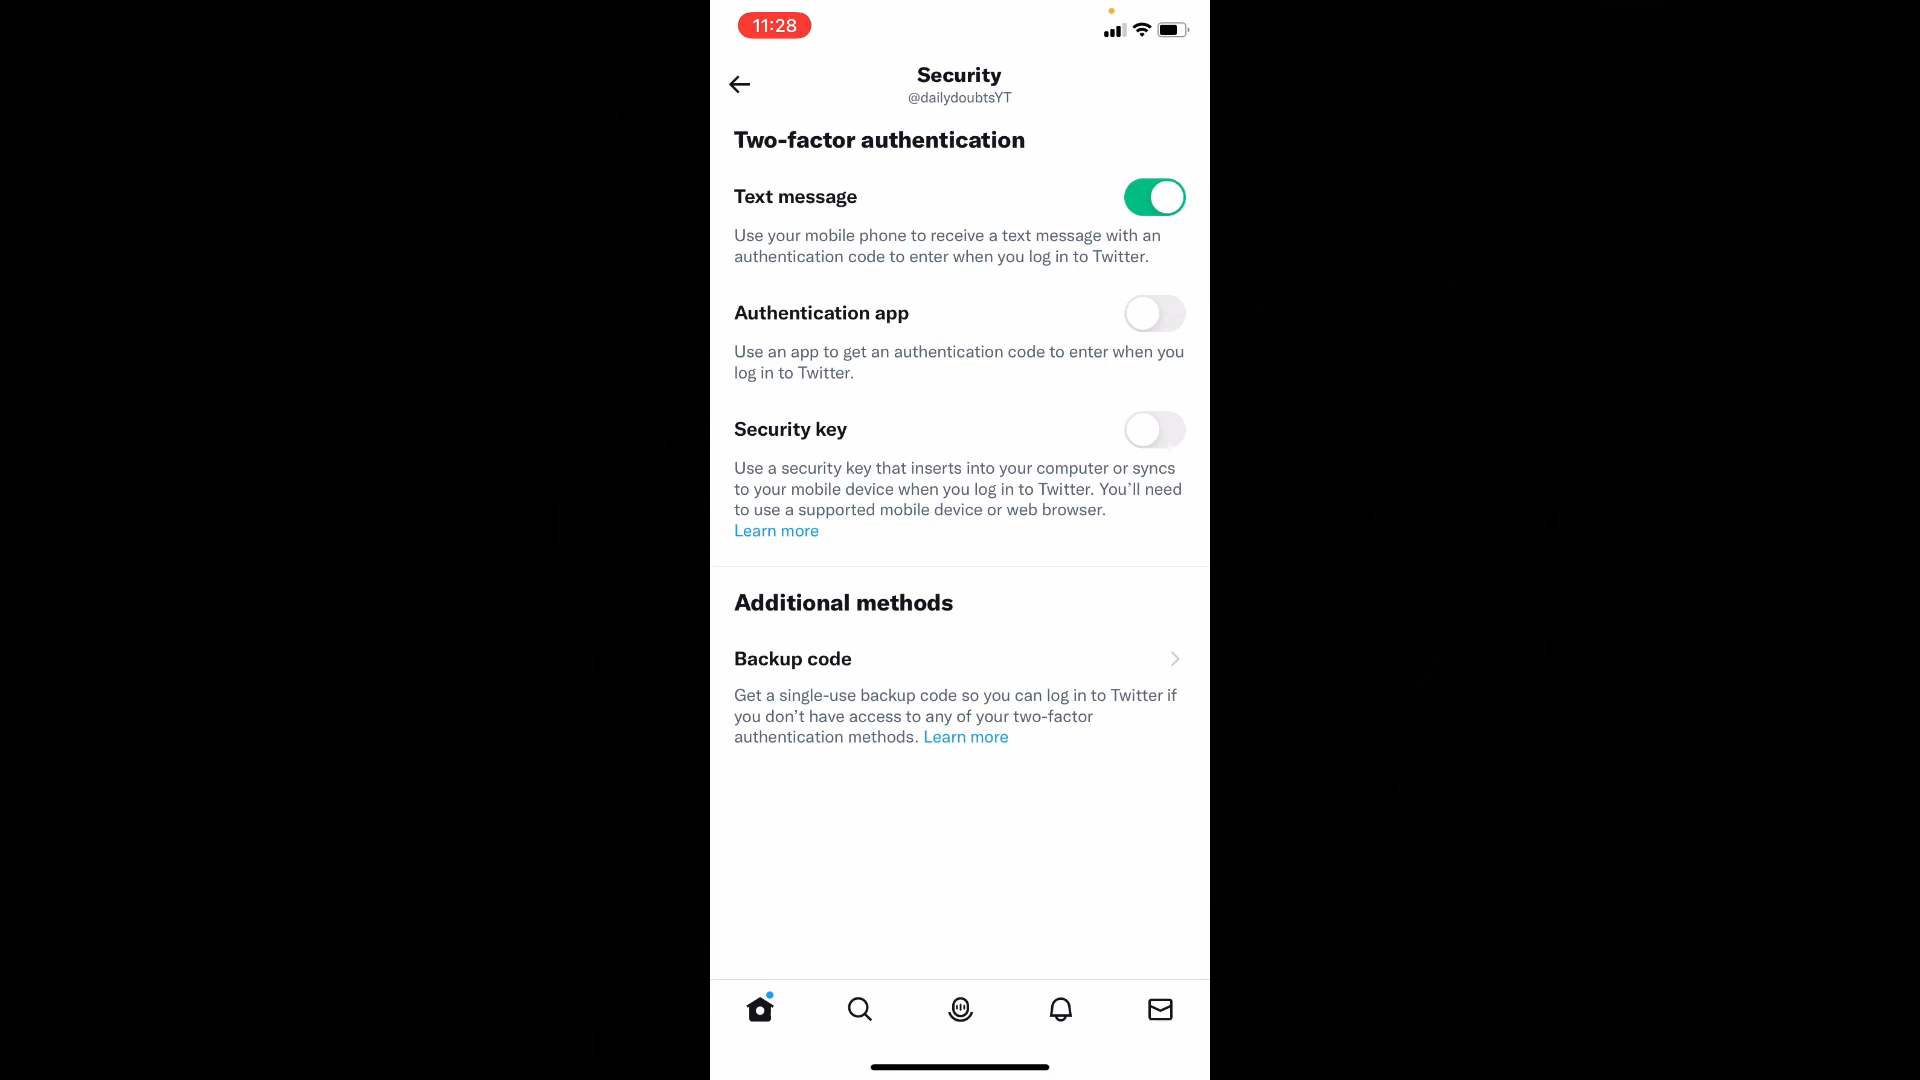 11:28
Security
@dailydoubtsYT
Two-factor authentication
Text message
Use your mobile phone to receive a text message with an
authentication code to enter when you log in to Twitter.
Authentication app
Use an app to get an authentication code to enter when you
log in to Twitter.
Security key
Use a security key that inserts into your computer or syncs
to your mobile device when you log in to Twitter. You’ll need
to use a supported mobile device or web browser.
Learn more
Additional methods
Backup code
Get a single-use backup code so you can log in to Twitter if
you don’t have access to any of your two-factor
authentication methods. Learn more